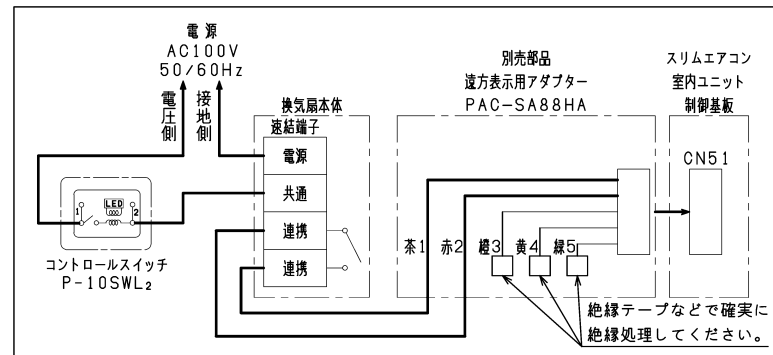 電源
AC100V
50/60Hz
電圧側
接地側
換気扇本体
速結端子
電源
共通
連携
連携
1
LED
2
コントロールスイッチ
P-10SWL₂
別売部品
遠方表示用アダプター
PAC-SA88HA
茶1 赤2 橙3 黄4 緑5
スリムエアコン
室内ユニット
制御基板
CN51
絶縁テープなどで確実に
絶縁処理してください。